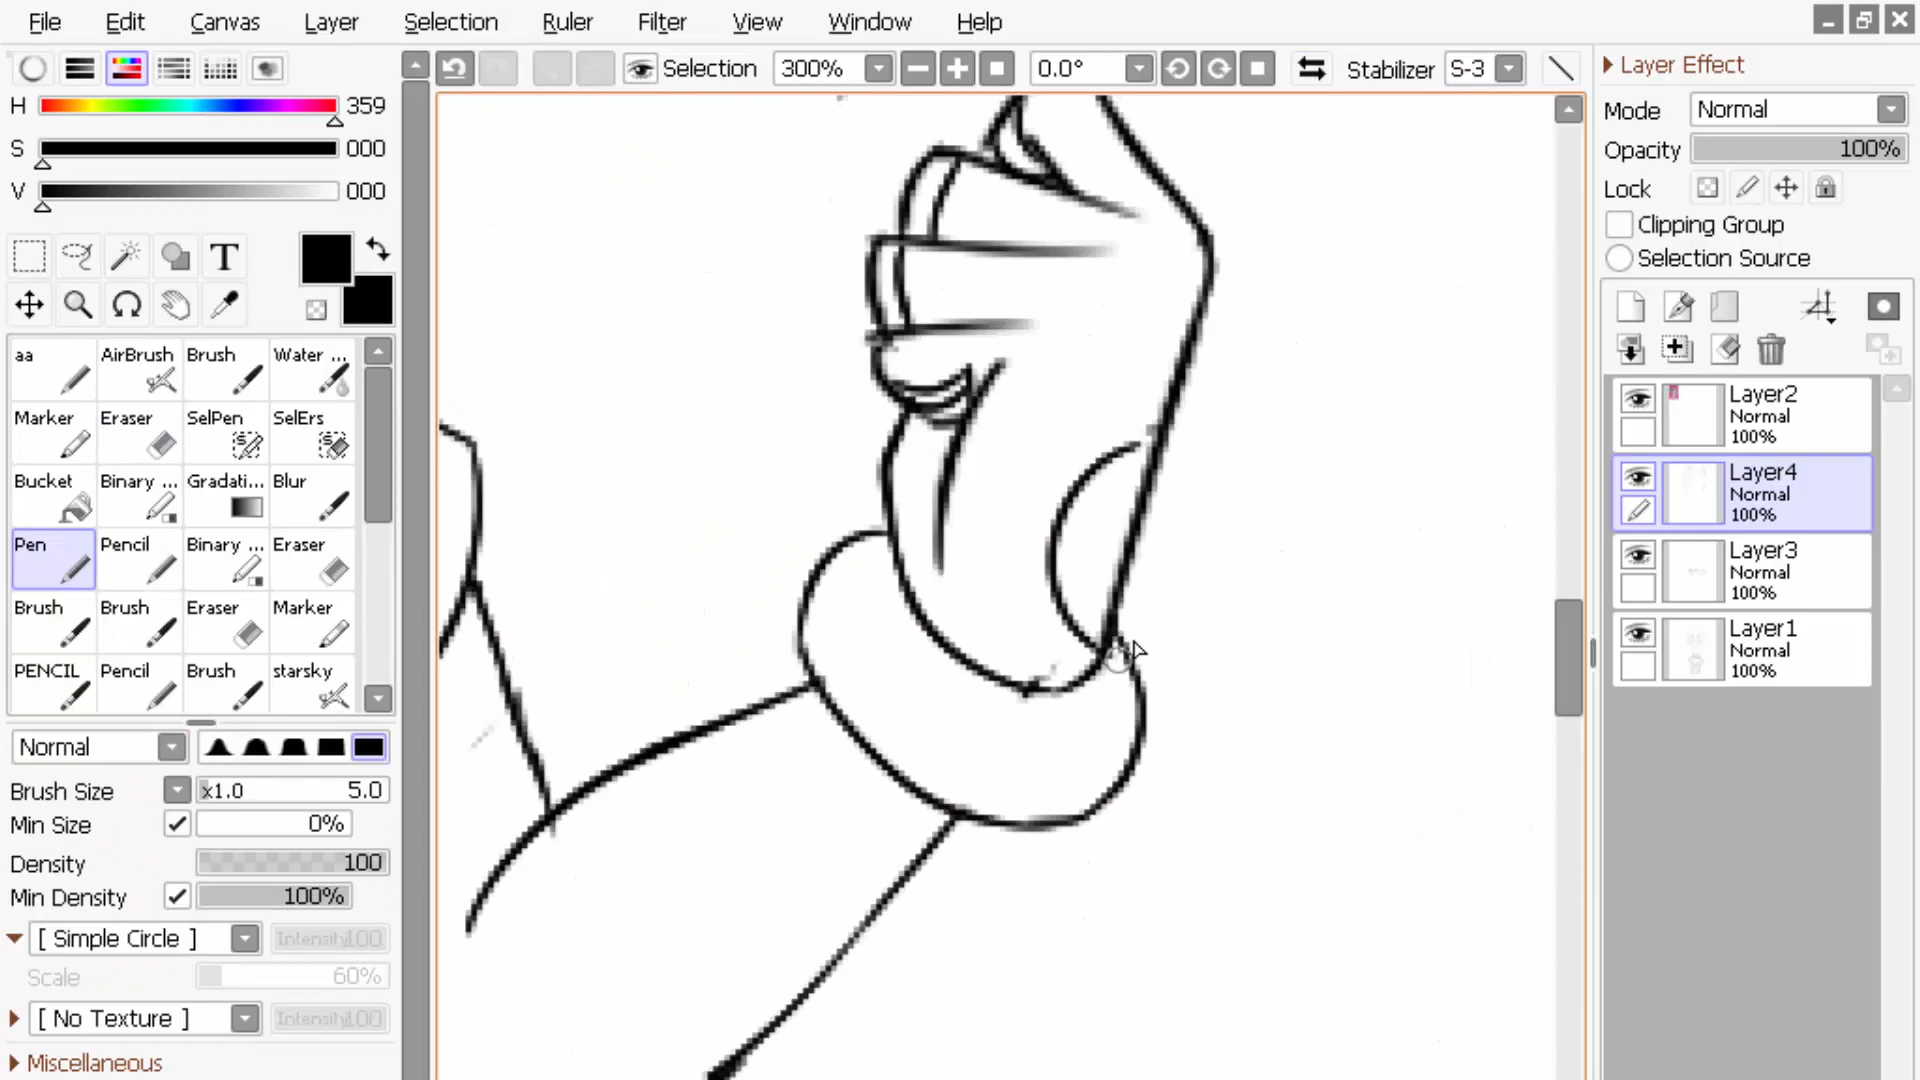 File Edit Canvas Layer Selection Ruler Filter View Window Help
Selection 300% 0.0° Stabilizer S-3
H 359
S 000
V 000
T
aa AirBrush Brush Water ...
Marker Eraser SelPen SelErs
Bucket Binary ... Gradati... Blur
Pen Pencil Binary ... Eraser
Brush Brush Eraser Marker
PENCIL Pencil Brush starsky
Normal
Brush Size x1.0 5.0
Min Size 0%
Density 100
Min Density 100%
[ Simple Circle ] Intensity 100
Scale 60%
[ No Texture ] Intensity 100
Miscellaneous
Layer Effect
Mode Normal
Opacity 100%
Lock
Clipping Group
Selection Source
Layer2
Normal
100%
Layer4
Normal
100%
Layer3
Normal
100%
Layer1
Normal
100%